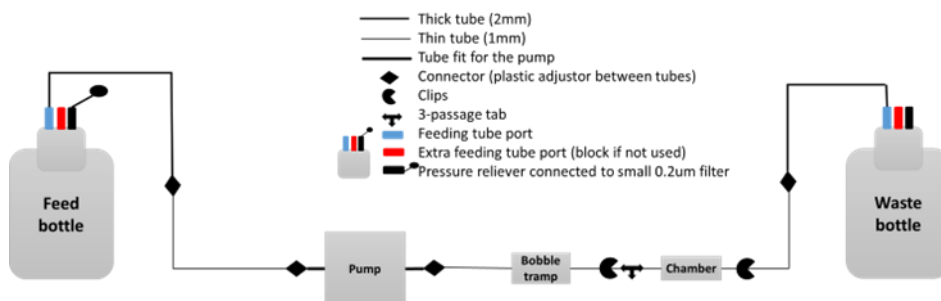 Thick tube (2mm)
Thin tube (1mm)
Tube fit for the pump
Connector (plastic adjustor between tubes)
Clips
3-passage tab
Feeding tube port
Extra feeding tube port (block if not used)
Pressure reliever connected to small 0.2um filter
Feed
bottle
Pump
Bobble
tramp
Chamber
Waste
bottle